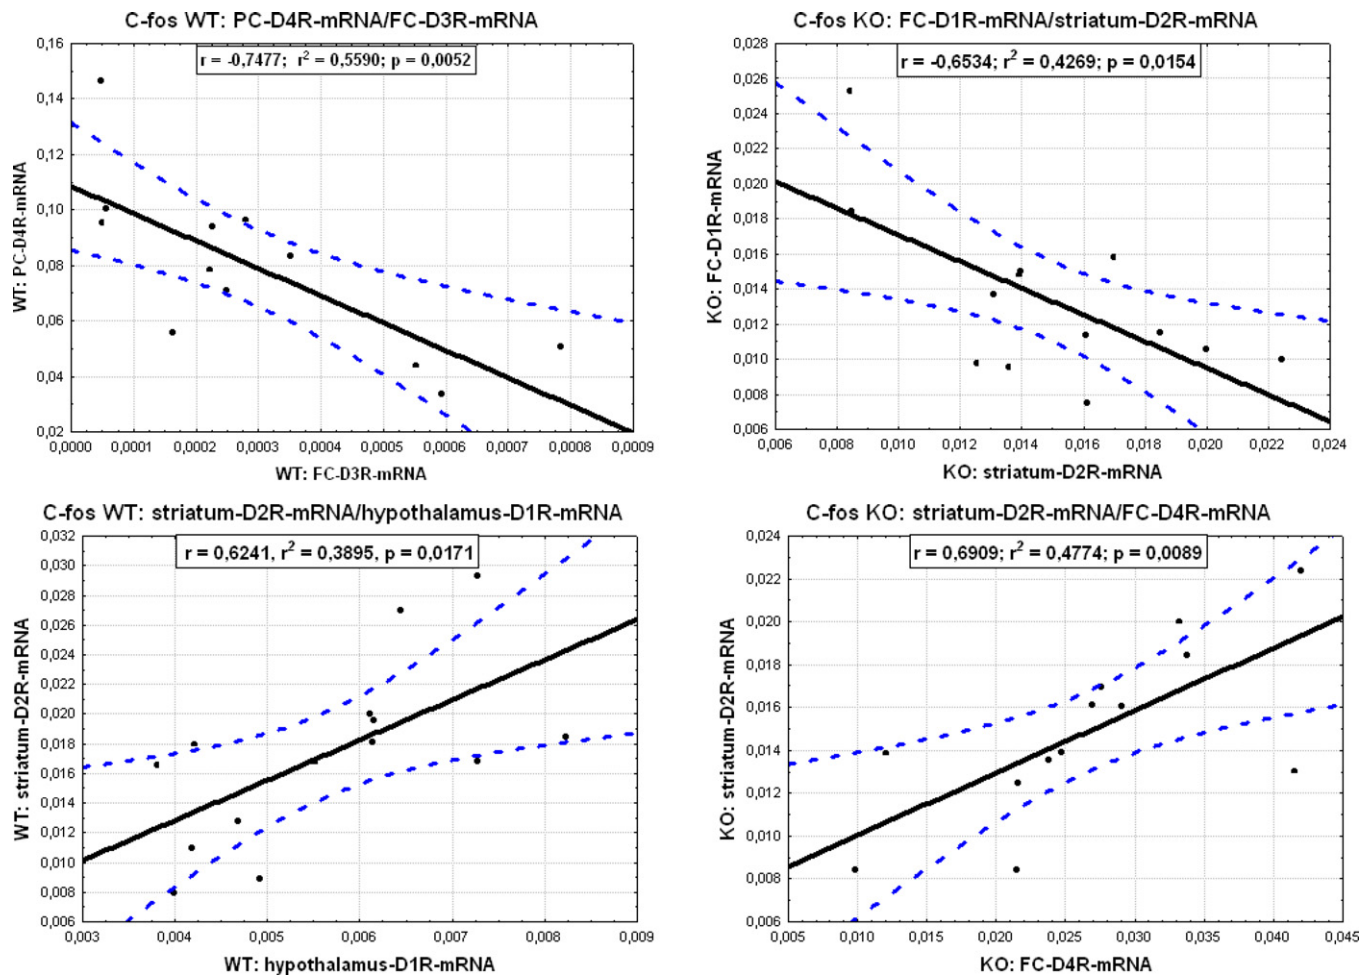 C-fos WT: PC-D4R-mRNA/FC-D3R-mRNA
r = -0,7477; r² = 0,5590; p = 0,0052
WT: PC-D4R-mRNA
0,16
0,14
0,12
0,10
0,08
0,06
0,04
0,02
0,0000 0,0001 0,0002 0,0003 0,0004 0,0005 0,0006 0,0007 0,0008 0,0009
WT: FC-D3R-mRNA
C-fos KO: FC-D1R-mRNA/striatum-D2R-mRNA
r = -0,6534; r² = 0,4269; p = 0,0154
KO: FC-D1R-mRNA
0,028
0,026
0,024
0,022
0,020
0,018
0,016
0,014
0,012
0,010
0,008
0,006
0,006 0,008 0,010 0,012 0,014 0,016 0,018 0,020 0,022 0,024
KO: striatum-D2R-mRNA
C-fos WT: striatum-D2R-mRNA/hypothalamus-D1R-mRNA
r = 0,6241, r² = 0,3895, p = 0,0171
WT: striatum-D2R-mRNA
0,032
0,030
0,028
0,026
0,024
0,022
0,020
0,018
0,016
0,014
0,012
0,010
0,008
0,006
0,003 0,004 0,005 0,006 0,007 0,008 0,009
WT: hypothalamus-D1R-mRNA
C-fos KO: striatum-D2R-mRNA/FC-D4R-mRNA
r = 0,6909; r² = 0,4774; p = 0,0089
KO: striatum-D2R-mRNA
0,024
0,022
0,020
0,018
0,016
0,014
0,012
0,010
0,008
0,006
0,005 0,010 0,015 0,020 0,025 0,030 0,035 0,040 0,045
KO: FC-D4R-mRNA